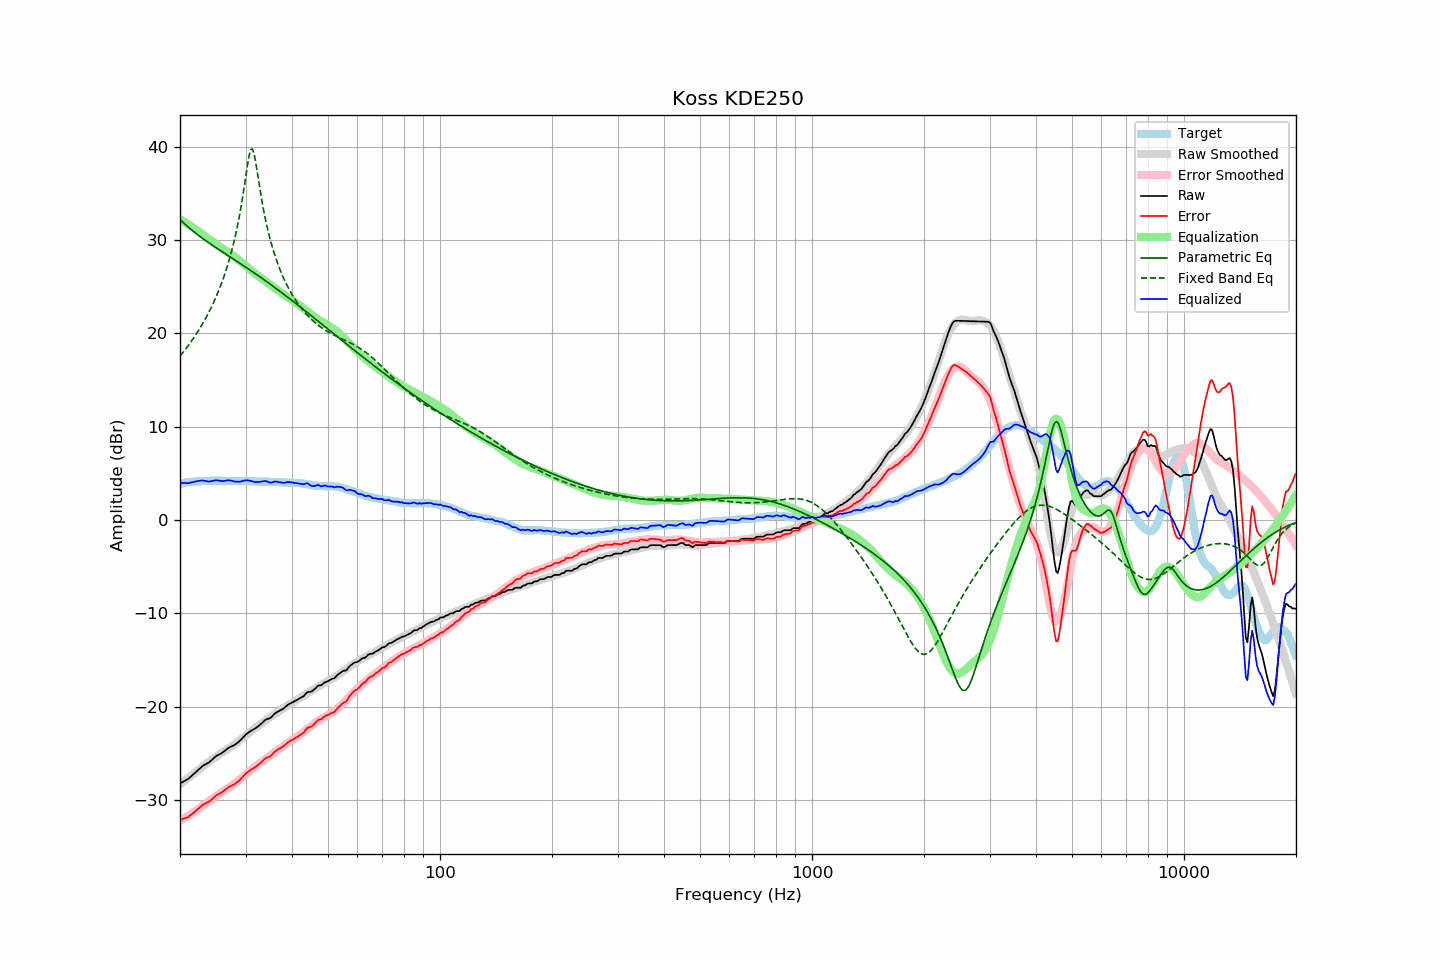 Koss KDE250
Amplitude (dBr)
40
30
20
10
0
−10
−20
−30
100
1000
10000
Frequency (Hz)
Target
Raw Smoothed
Error Smoothed
Raw
Error
Equalization
Parametric Eq
Fixed Band Eq
Equalized